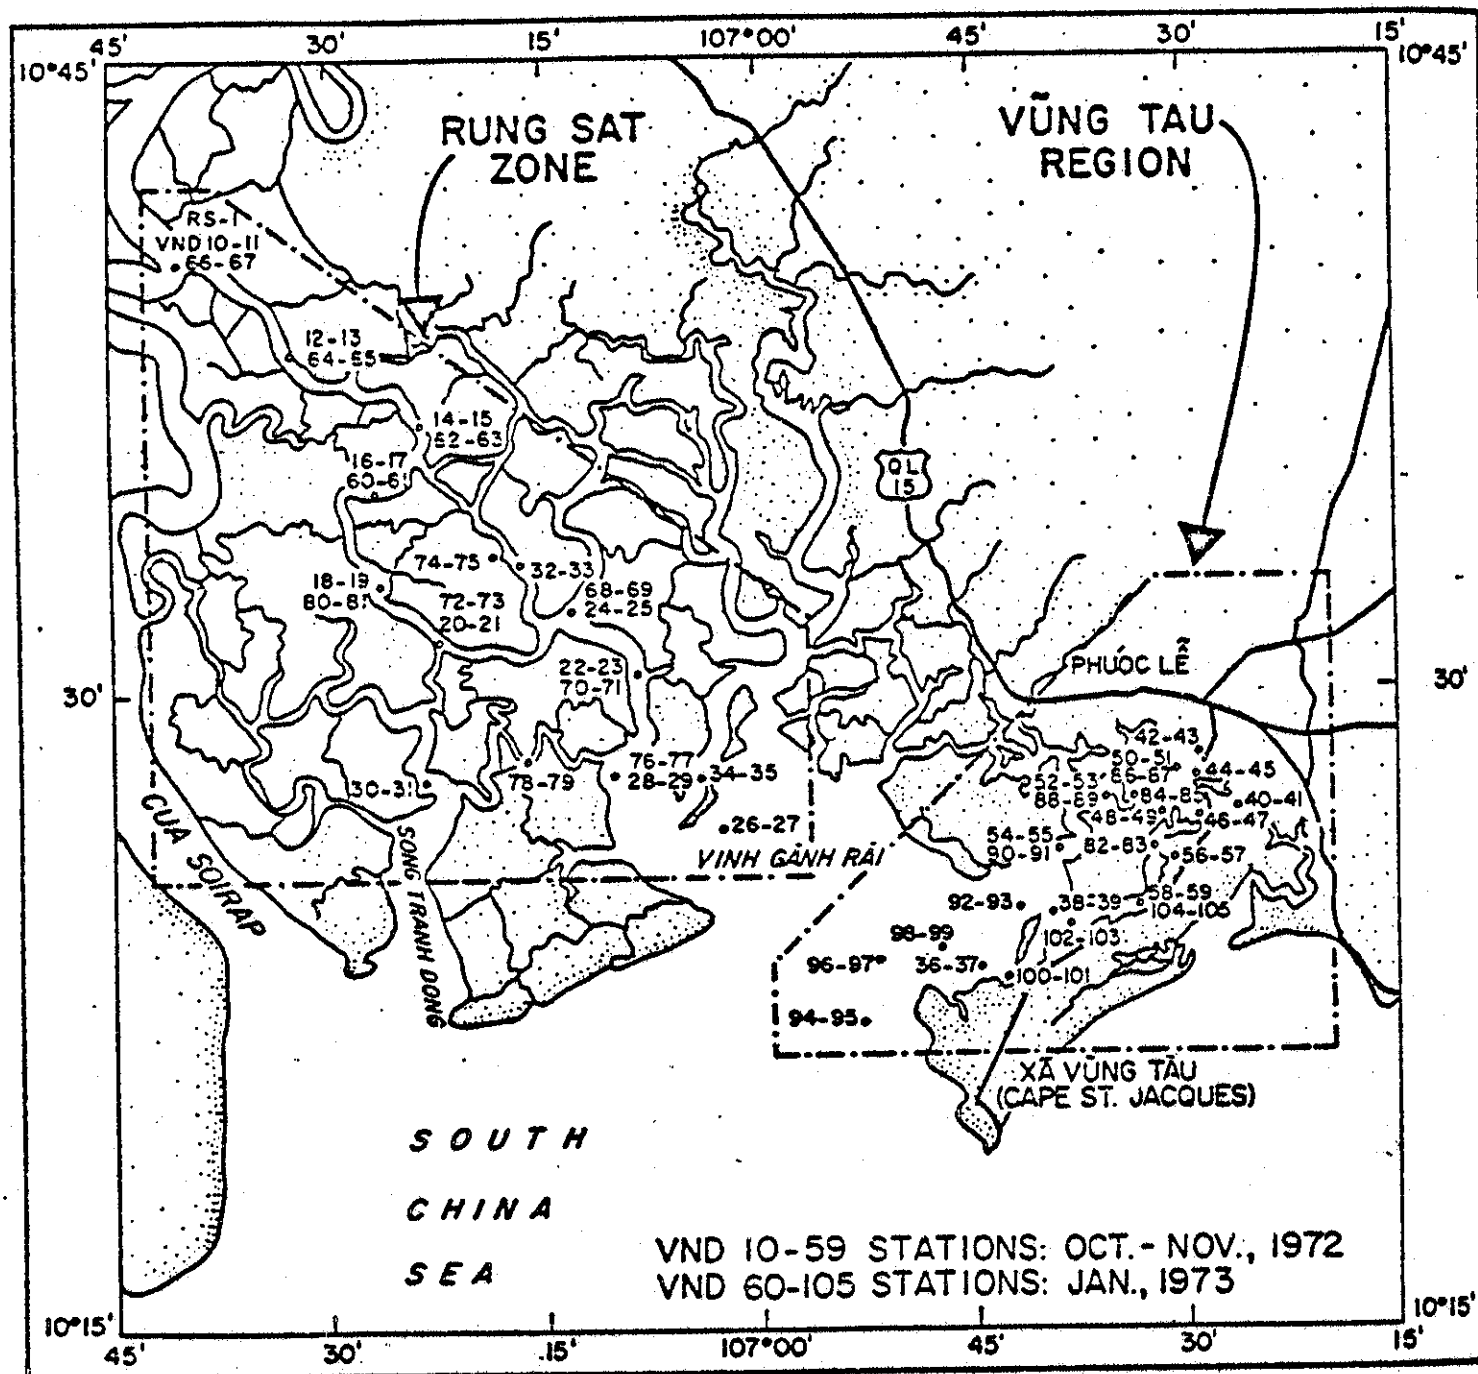 45' 30' 15' 107°00' 45' 30' 15'
10°45' 10°45'
RUNG SAT
ZONE
VŨNG TAU
REGION
RS-1
VND 10-11
66-67
12-13
64-65
14-15
62-63
16-17
60-61
QL
15
74-75
32-33
18-19
80-81
68-69
24-25
72-73
20-21
PHUỚC LỄ
22-23
70-71
30' 30'
42-43
50-51
76-77
28-29
34-35
52-53
86-87
44-45
30-31
78-79
88-89
84-85
40-41
48-49
46-47
26-27
54-55
90-91
82-83
56-57
CUA SOIRAP
SONG TRANH DONG
VINH GÀNH RÁI
58-59
104-105
92-93
38-39
98-99
102-103
96-97
36-37
100-101
94-95
XÃ VŨNG TÀU
(CAPE ST. JACQUES)
SOUTH
CHINA
SEA
VND 10-59 STATIONS: OCT.-NOV., 1972
VND 60-105 STATIONS: JAN., 1973
10°15' 10°15'
45' 30' 15' 107°00' 45' 30' 15'